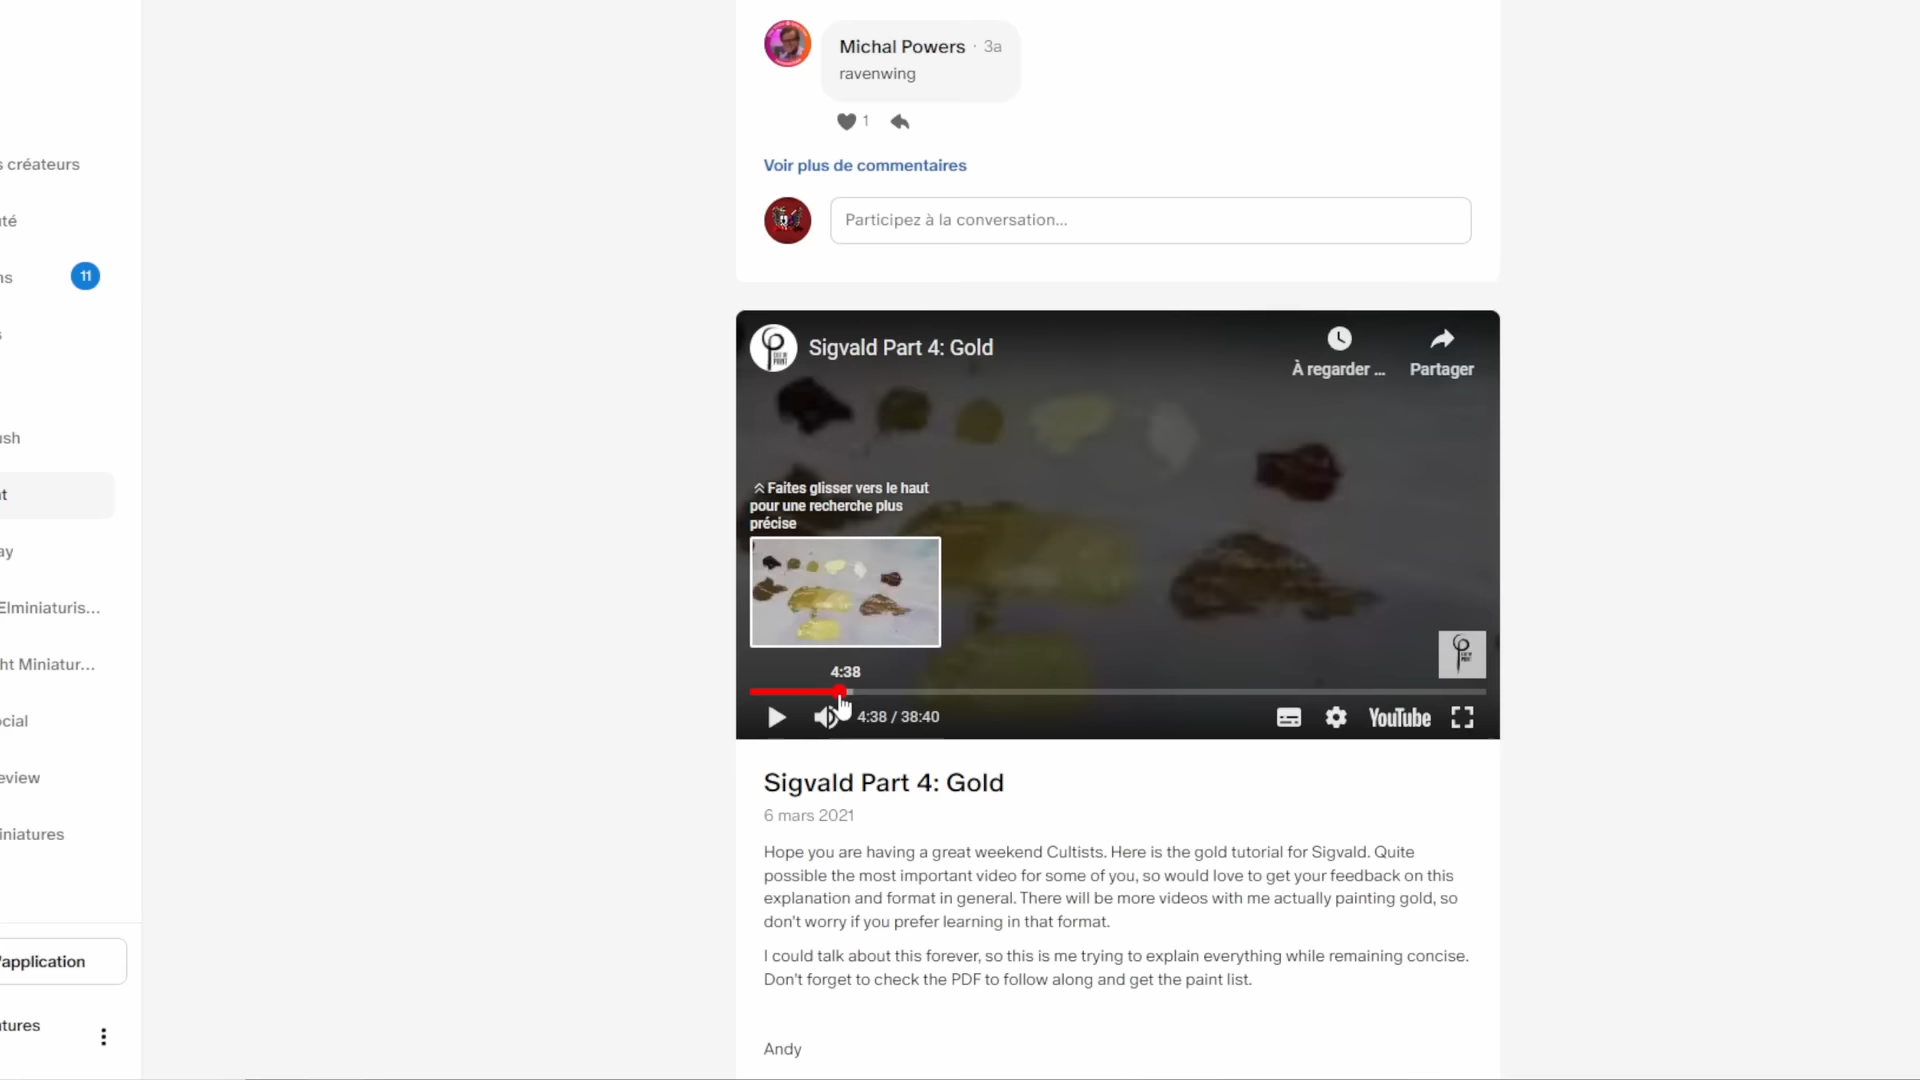 Michal Powers · 3a
ravenwing
1
Voir plus de commentaires
Participez à la conversation...
s créateurs
té
ns 11
s
ush
t
ay
Elminiaturis...
ht Miniatur...
cial
eview
iniatures
'application
tures
Sigvald Part 4: Gold
À regarder ...
Partager
Faites glisser vers le haut
pour une recherche plus
précise
4:38
4:38 / 38:40
YouTube
Sigvald Part 4: Gold
6 mars 2021
Hope you are having a great weekend Cultists. Here is the gold tutorial for Sigvald. Quite
possible the most important video for some of you, so would love to get your feedback on this
explanation and format in general. There will be more videos with me actually painting gold, so
don't worry if you prefer learning in that format.
I could talk about this forever, so this is me trying to explain everything while remaining concise.
Don't forget to check the PDF to follow along and get the paint list.
Andy